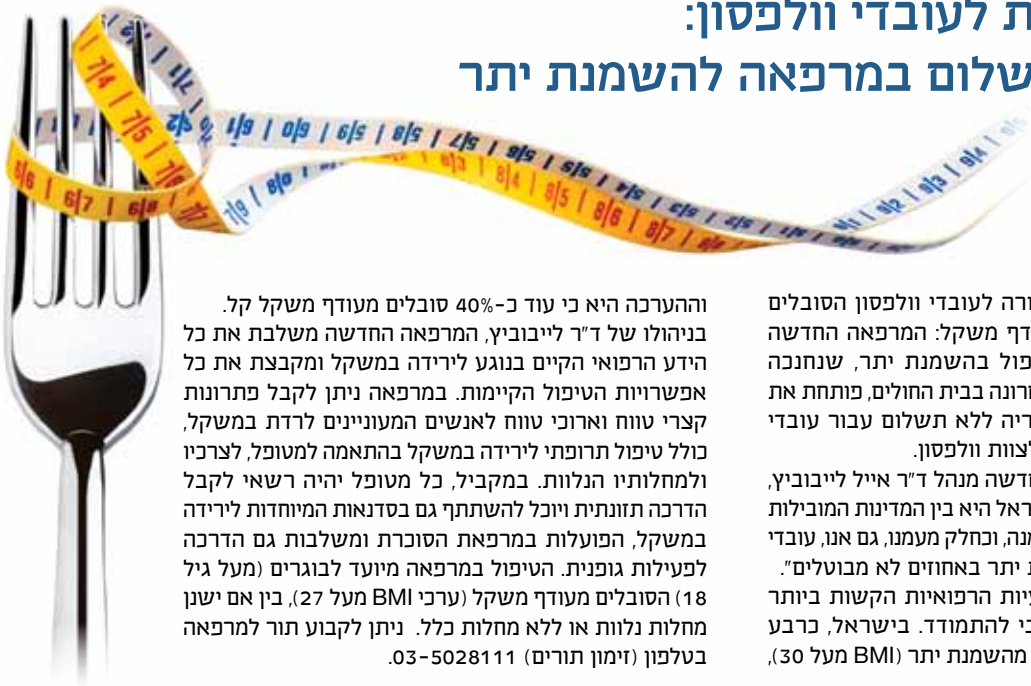 ת לעובדי וולפסון:
שלום במרפאה להשמנת יתר
ורה לעובדי וולפסון הסובלים
דף משקל: המרפאה החדשה
פול בהשמנת יתר, שנחנכה
חרונה בבית החולים, פותחת את
ריה ללא תשלום עבור עובדי
לצוות וולפסון.
חדשה מנהל ד"ר אייל לייבוביץ,
ראל היא בין המדינות המובילות
מנה, וכחלק מעמנו, גם אנו, עובדי
ת יתר באחוזים לא מבוטלים".
עיות הרפואיות הקשות ביותר
בי להתמודד. בישראל, כרבע
מהשמנת יתר (BMI מעל 30),
וההערכה היא כי עוד כ-40% סובלים מעודף משקל קל.
בניהולו של ד"ר לייבוביץ, המרפאה החדשה משלבת את כל
הידע הרפואי הקיים בנוגע לירידה במשקל ומקבצת את כל
אפשרויות הטיפול הקיימות. במרפאה ניתן לקבל פתרונות
קצרי טווח וארוכי טווח לאנשים המעוניינים לרדת במשקל,
כולל טיפול תרופתי לירידה במשקל בהתאמה למטופל, לצרכיו
ולמחלותיו הנלוות. במקביל, כל מטופל יהיה רשאי לקבל
הדרכה תזונתית ויוכל להשתתף גם בסדנאות המיוחדות לירידה
במשקל, הפועלות במרפאת הסוכרת ומשלבות גם הדרכה
לפעילות גופנית. הטיפול במרפאה מיועד לבוגרים (מעל גיל
18) הסובלים מעודף משקל (ערכי BMI מעל 27), בין אם ישנן
מחלות נלוות או ללא מחלות כלל. ניתן לקבוע תור למרפאה
בטלפון (זימון תורים) 03-5028111.